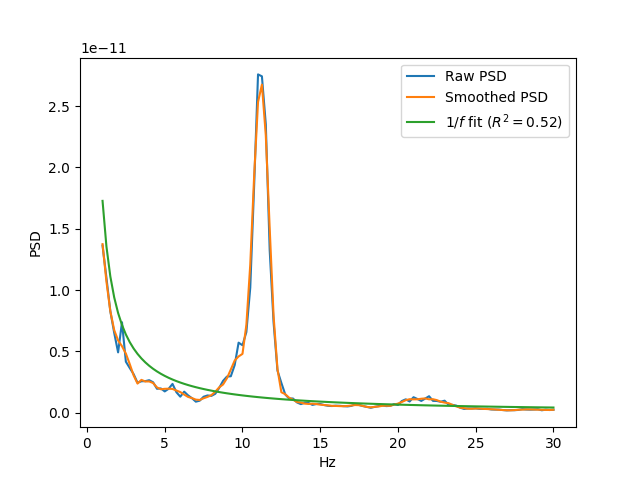 1e−11
Raw PSD
Smoothed PSD
1/f fit (R² = 0.52)
PSD
2.5
2.0
1.5
1.0
0.5
0.0
0 5 10 15 20 25 30
Hz